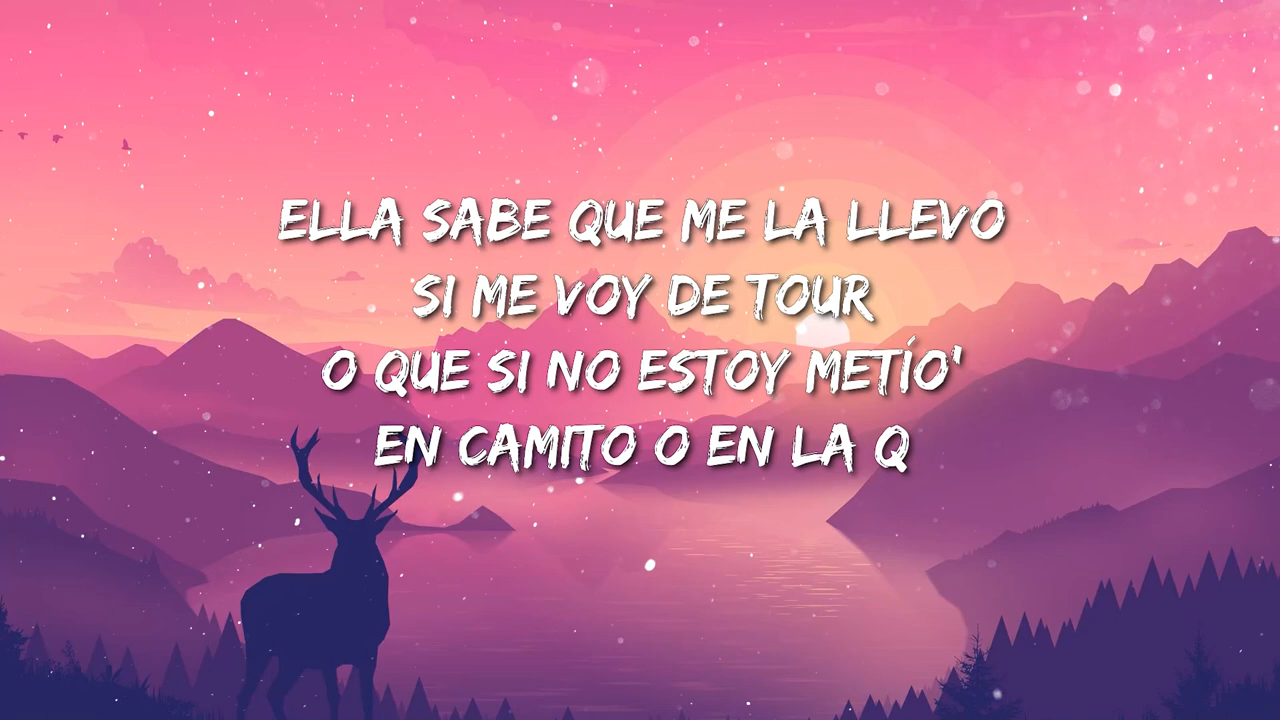 ELLA SABE QUE ME LA LLEVO
SI ME VOY DE TOUR
O QUE SI NO ESTOY METÍO'
EN CAMITO O EN LA Q